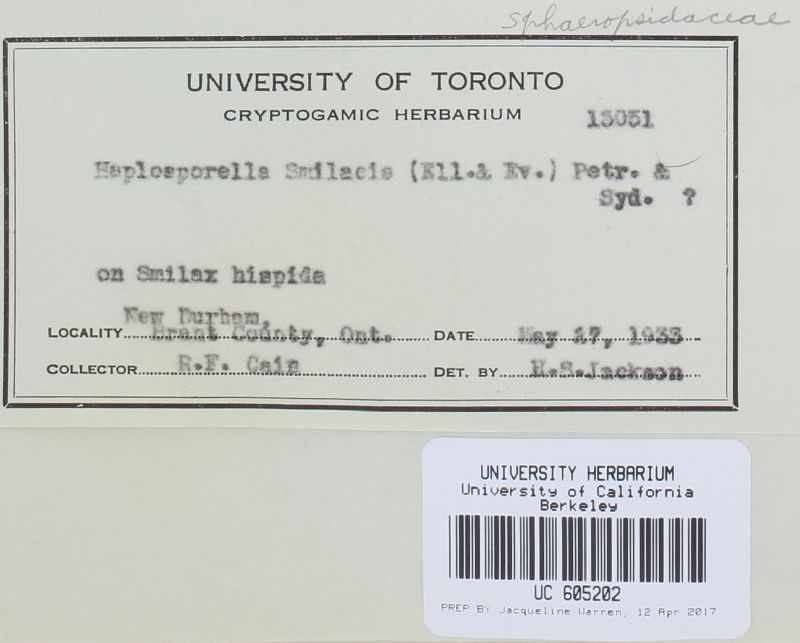 Sphaeropsidaceae
UNIVERSITY OF TORONTO
CRYPTOGAMIC HERBARIUM 15051
Haplosporella Smilacis (Ell.& Ev.) Petr. &
Syd. ?
on Smilax hispida
New Durham,
LOCALITY Brant County, Ont. DATE May 27, 1933
COLLECTOR R.F. Cain DET. BY H.S.Jackson
UNIVERSITY HERBARIUM
University of California
Berkeley
UC 605202
PREP BY Jacqueline Warren, 12 Apr 2017